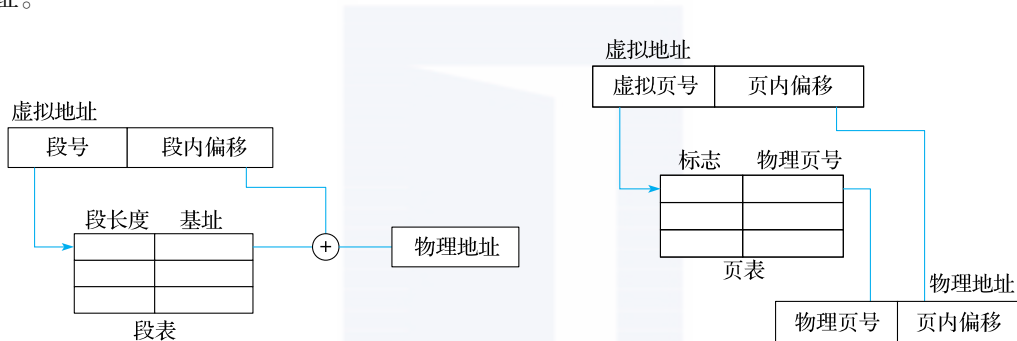 址。
虚拟地址
段号 段内偏移
段长度 基址
+
物理地址
段表
虚拟地址
虚拟页号 页内偏移
标志 物理页号
页表
物理地址
物理页号 页内偏移